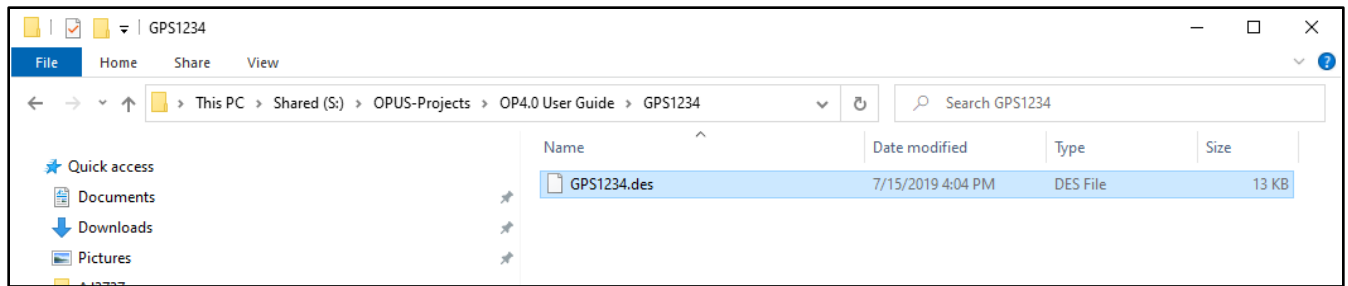 GPS1234
File Home Share View
This PC > Shared (S:) > OPUS-Projects > OP4.0 User Guide > GPS1234
Search GPS1234
Name Date modified Type Size
Quick access
GPS1234.des 7/15/2019 4:04 PM DES File 13 KB
Documents
Downloads
Pictures